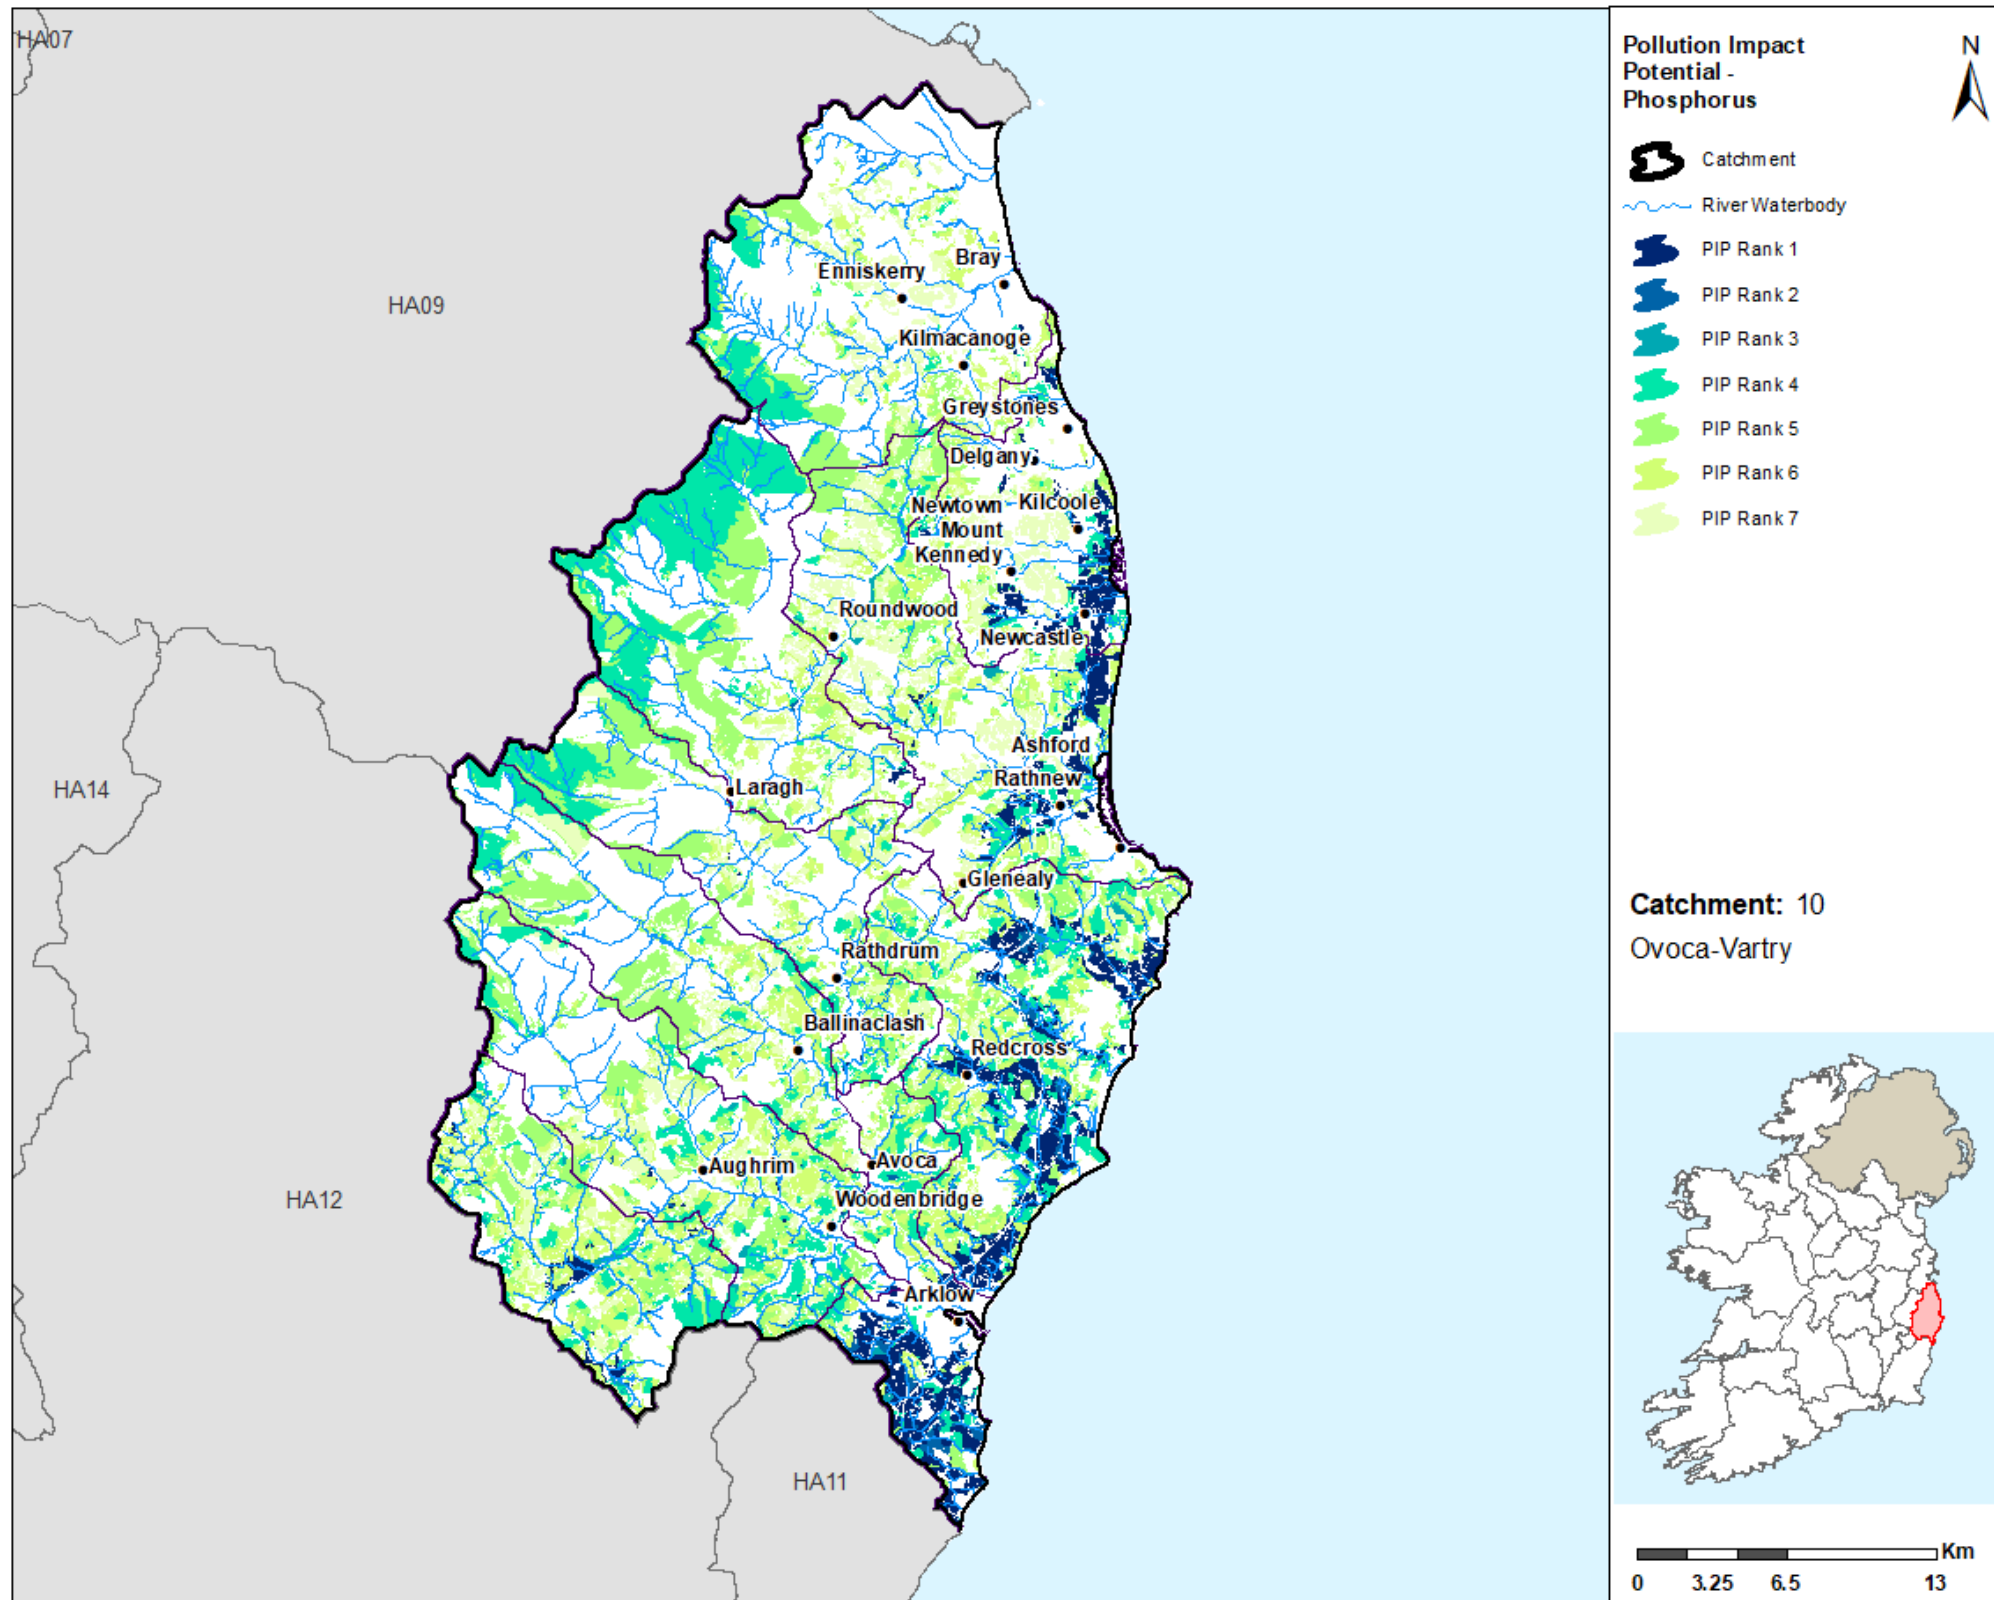 HA07
HA09
HA14
HA12
HA11
Enniskerry
Bray
Kilmacanoge
Greystones
Delgany
Newtown
Mount
Kennedy
Kilcoole
Roundwood
Newcastle
Ashford
Rathnew
Laragh
Glenealy
Rathdrum
Ballinaclash
Redcross
Aughrim
Avoca
Woodenbridge
Arklow
Pollution Impact
Potential -
Phosphorus
N
Catchment
River Waterbody
PIP Rank 1
PIP Rank 2
PIP Rank 3
PIP Rank 4
PIP Rank 5
PIP Rank 6
PIP Rank 7
Catchment: 10
Ovoca-Vartry
Km
0 3.25 6.5 13